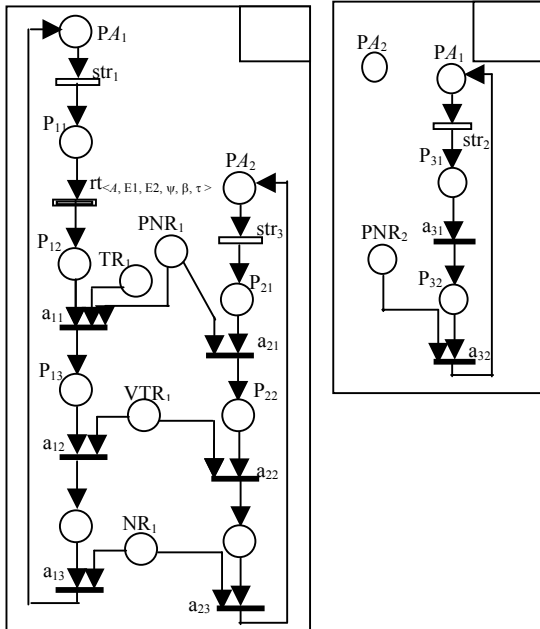 PA₁
str₁
P₁₁
rt<A, E1, E2, ψ, β, τ >
P₁₂
TR₁
PNR₁
a₁₁
P₁₃
VTR₁
a₁₂
NR₁
a₁₃
PA₂
str₃
P₂₁
a₂₁
P₂₂
a₂₂
a₂₃
PA₂
PA₁
str₂
P₃₁
a₃₁
PNR₂
P₃₂
a₃₂